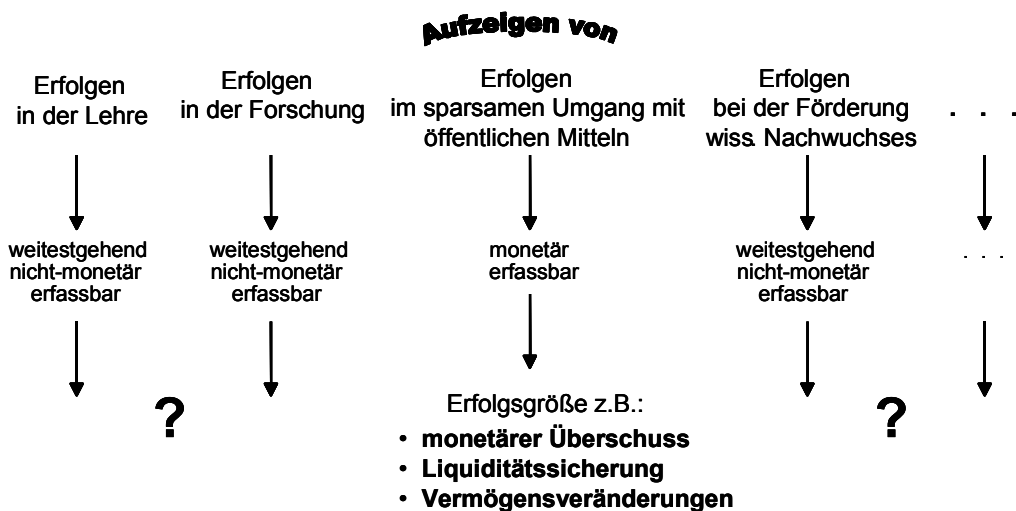 Aufzeigen von
Erfolgen
in der Lehre
Erfolgen
in der Forschung
Erfolgen
im sparsamen Umgang mit
öffentlichen Mitteln
Erfolgen
bei der Förderung
wiss. Nachwuchses
. . .
weitestgehend
nicht-monetär
erfassbar
weitestgehend
nicht-monetär
erfassbar
monetär
erfassbar
weitestgehend
nicht-monetär
erfassbar
. . .
?
Erfolgsgröße z.B.:
• monetärer Überschuss
• Liquiditätssicherung
• Vermögensveränderungen
?